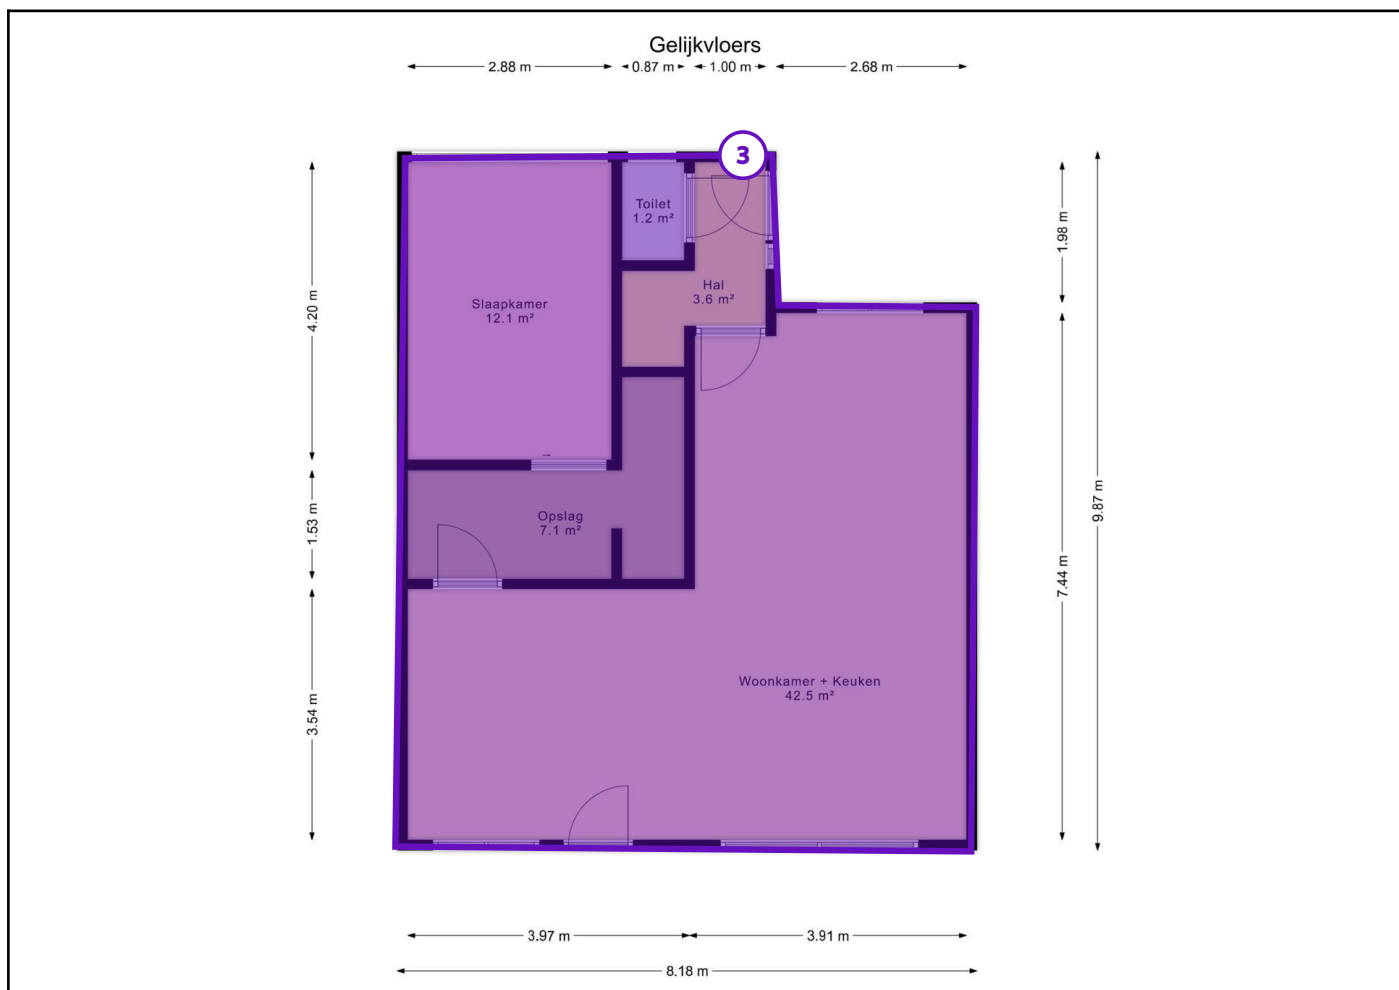 Gelijkvloers
2.88 m
0.87 m
1.00 m
2.68 m
3
Toilet
1.2 m²
1.98 m
Hal
3.6 m²
4.20 m
Slaapkamer
12.1 m²
9.87 m
1.53 m
Opslag
7.1 m²
7.44 m
3.54 m
Woonkamer + Keuken
42.5 m²
3.97 m
3.91 m
8.18 m